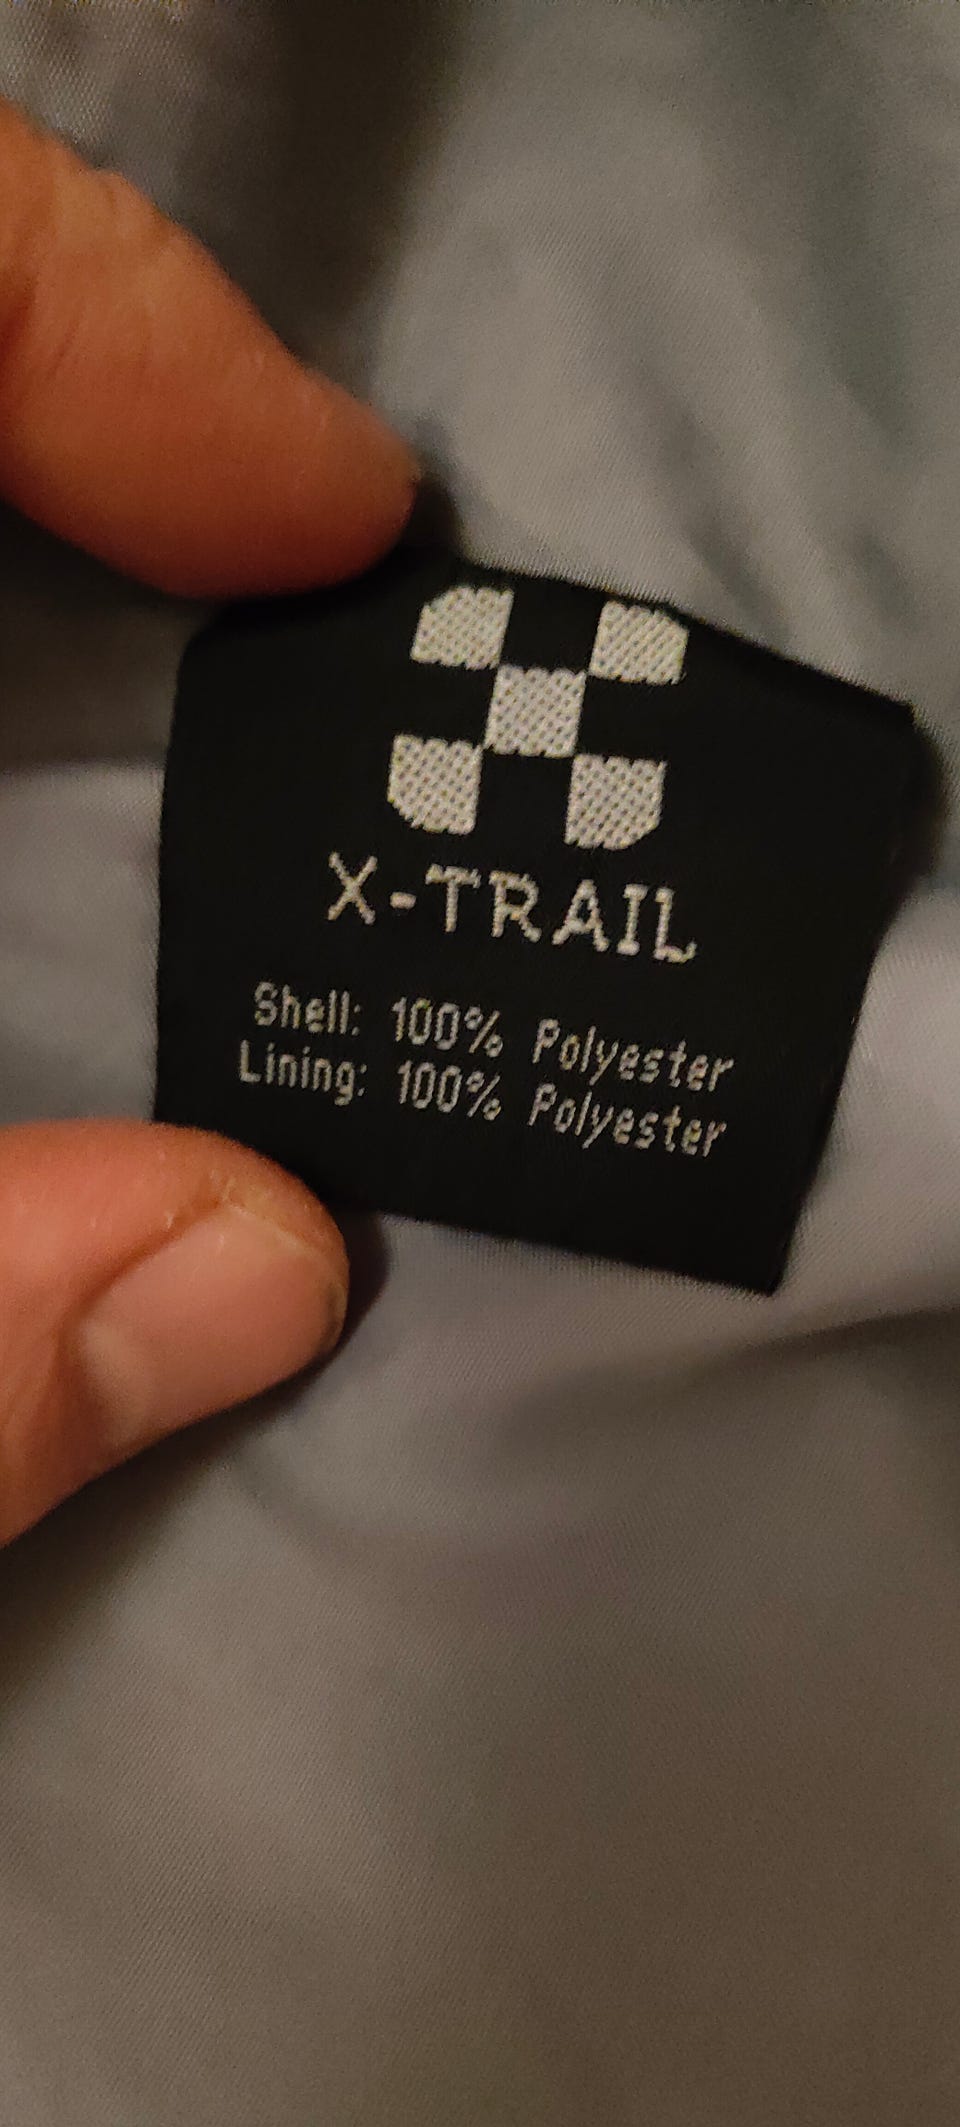 X-TRAIL
Shell: 100% Polyester
Lining: 100% Polyester